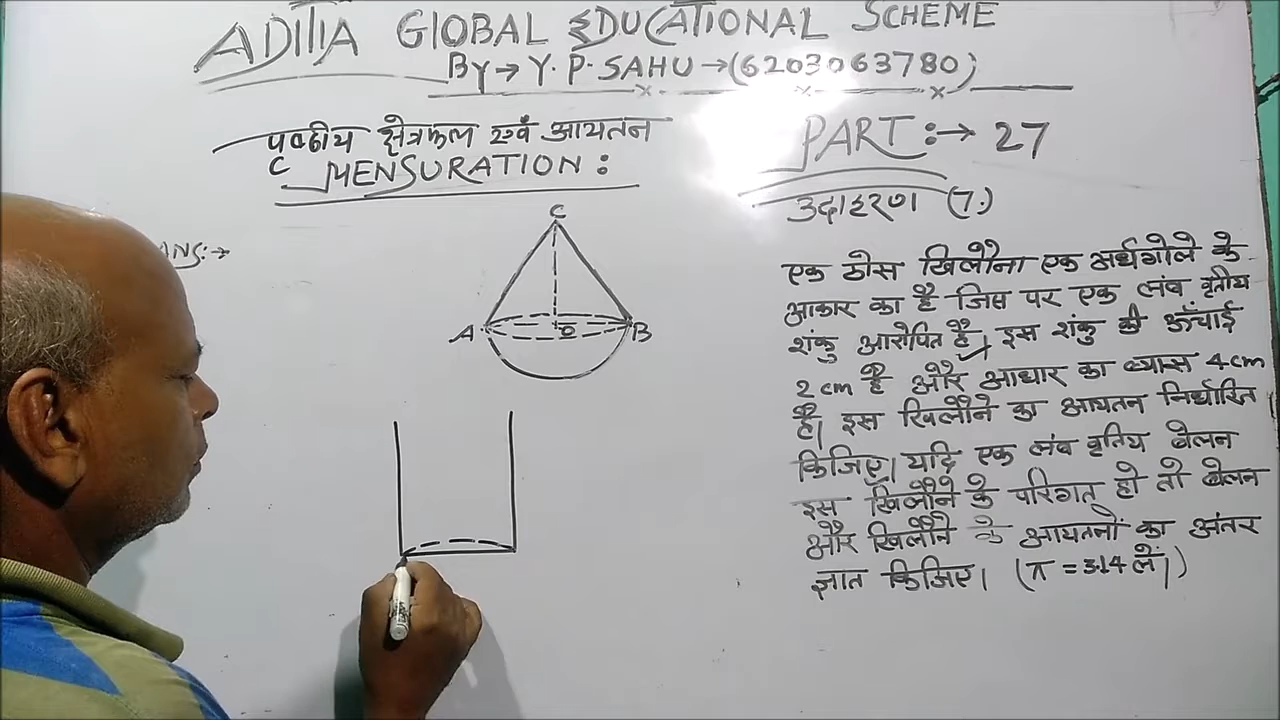 ADITIA GLOBAL EDUCATIONAL SCHEME
By → Y. P. SAHU → (6203063780)
पृष्ठीय क्षेत्रफल एवं आयतन
MENSURATION :
PART :→ 27
उदाहरण (7.)
ANS:→
C
A
O
B
एक ठोस खिलौना एक अर्धगोले के
आकार का है जिस पर एक लंब वृतीय
शंकु आरोपित है। इस शंकु की ऊँचाई
2 cm है और आधार का व्यास 4 cm
है। इस खिलौने का आयतन निर्धारित
किजिए। यदि एक लंब वृतिय बेलन
इस खिलौने के परिगत हो तो बेलन
और खिलौने के आयतनों का अंतर
ज्ञात किजिए। (π = 3.14 लें)